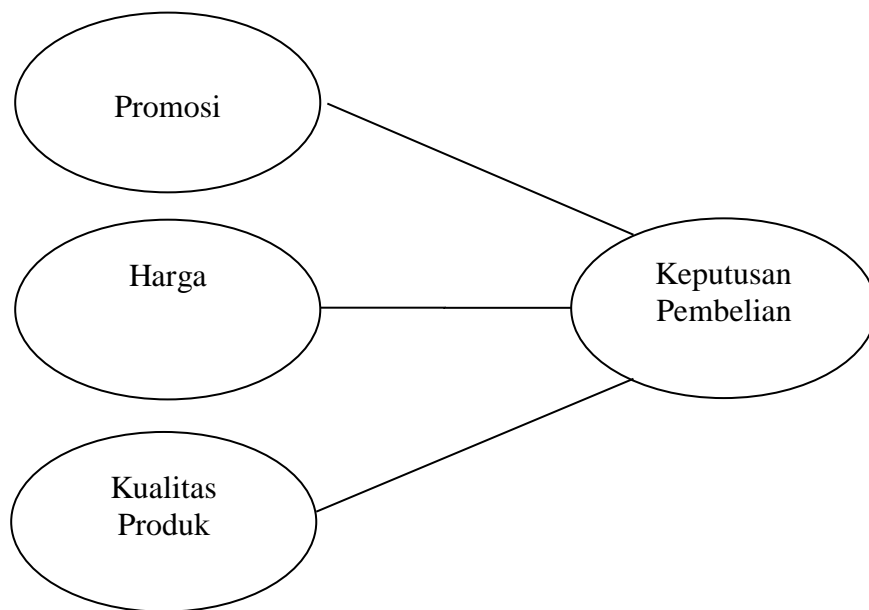 Promosi
Harga
Keputusan
Pembelian
Kualitas
Produk